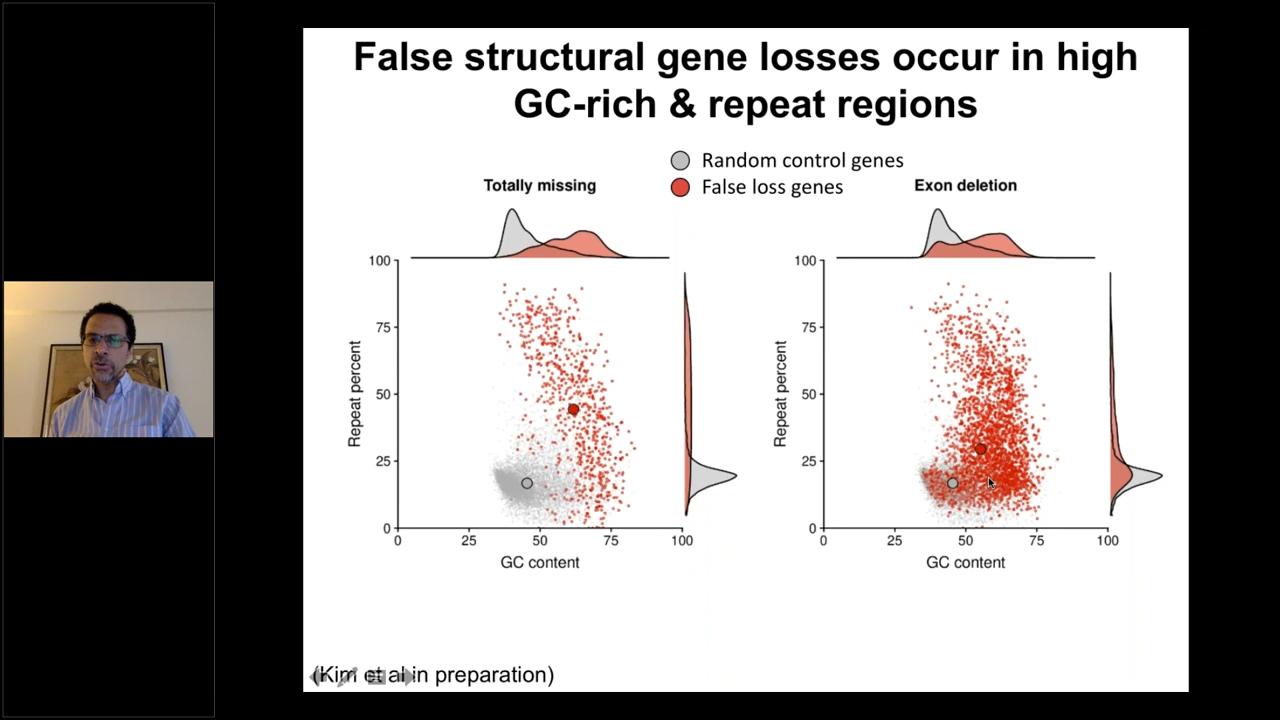 False structural gene losses occur in high
GC-rich & repeat regions
Random control genes
False loss genes
Totally missing
Exon deletion
100
75
50
25
0
Repeat percent
0
25
50
75
100
GC content
100
75
50
25
0
Repeat percent
0
25
50
75
100
GC content
(Kim et al in preparation)